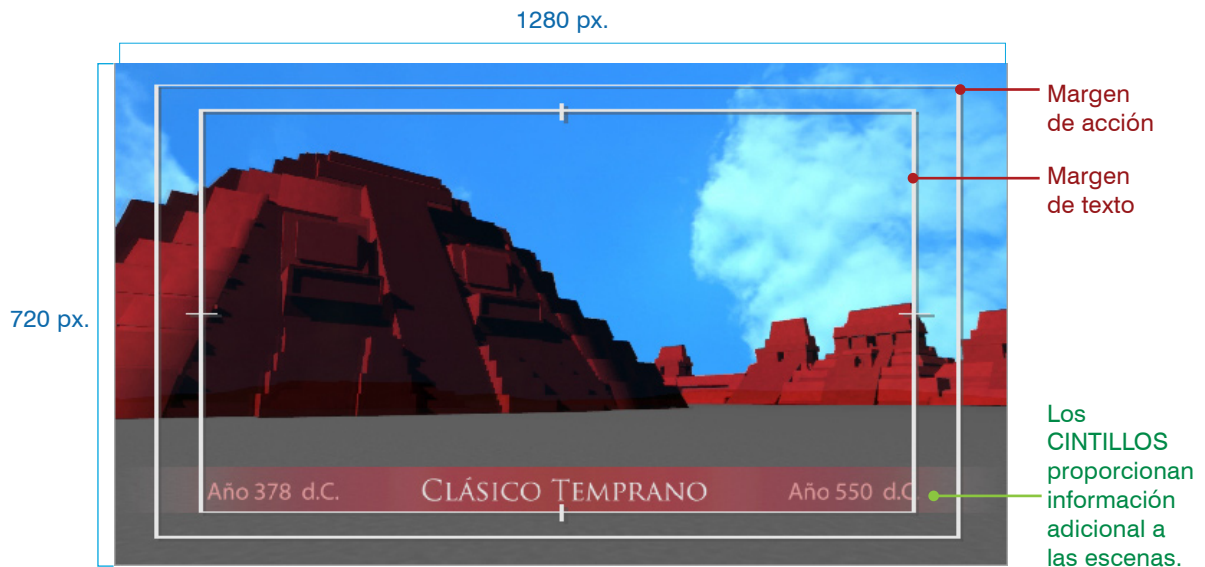 1280 px.
Margen
de acción
Margen
de texto
720 px.
Año 378 d.C.
CLÁSICO TEMPRANO
Año 550 d.C.
Los
CINTILLOS
proporcionan
información
adicional a
las escenas.